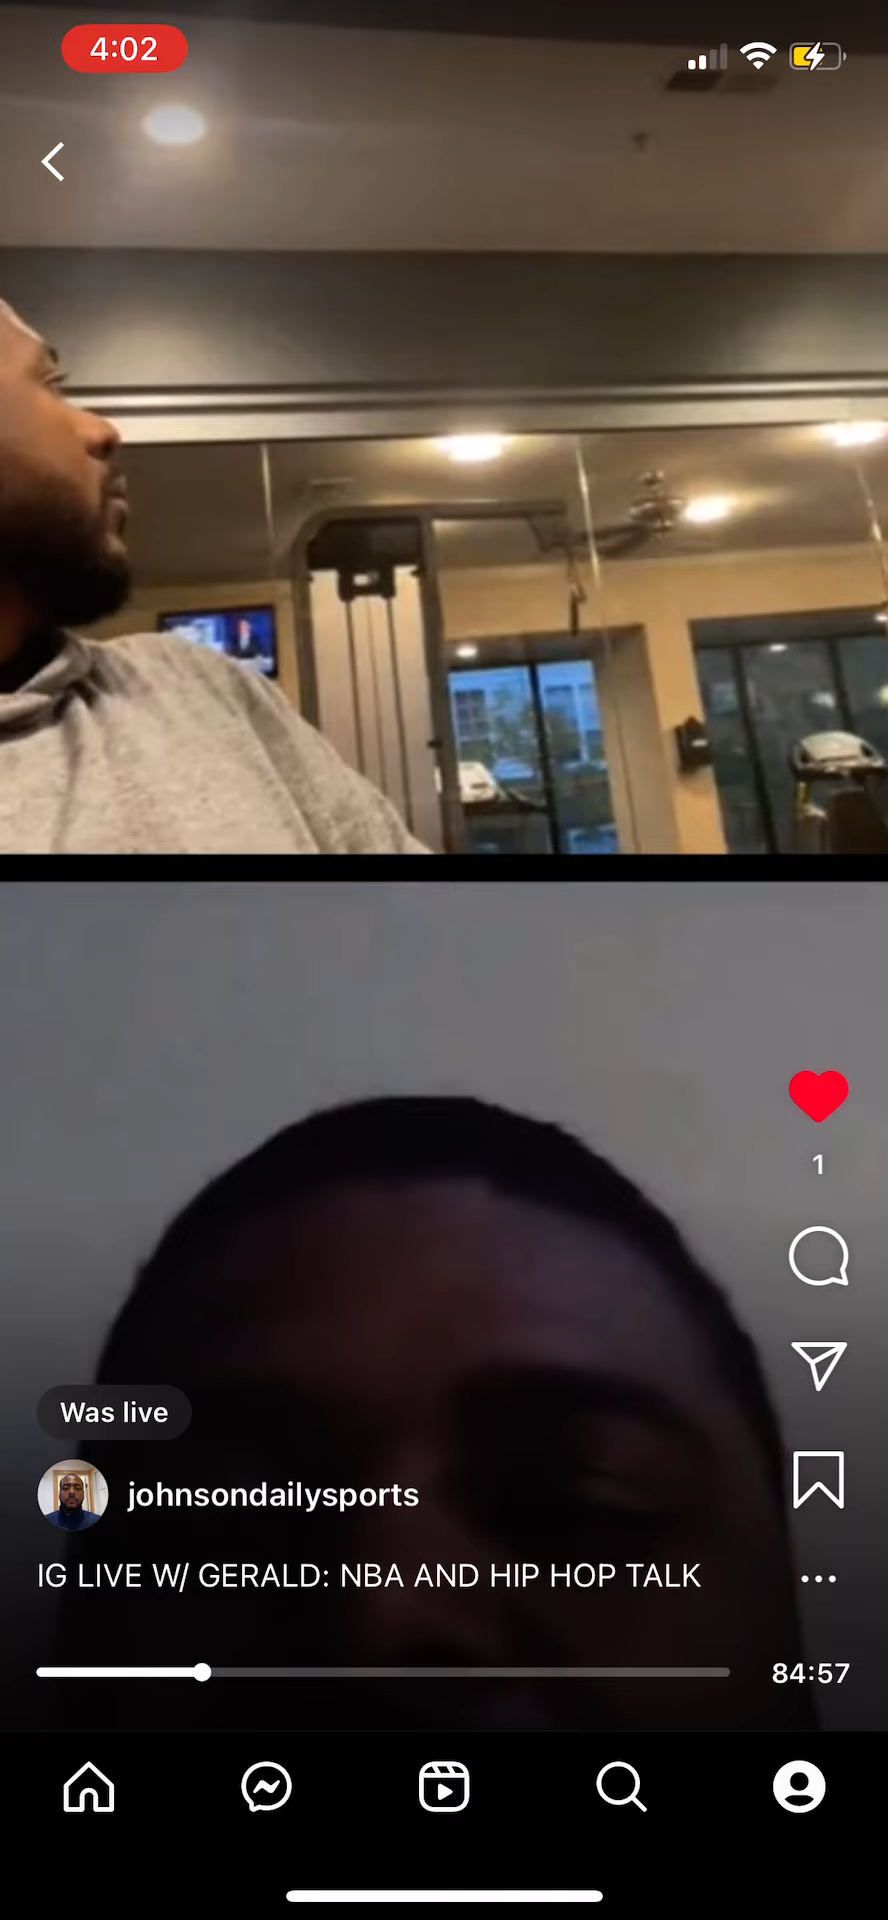 4:02
1
Was live
johnsondailysports
IG LIVE W/ GERALD: NBA AND HIP HOP TALK
84:57